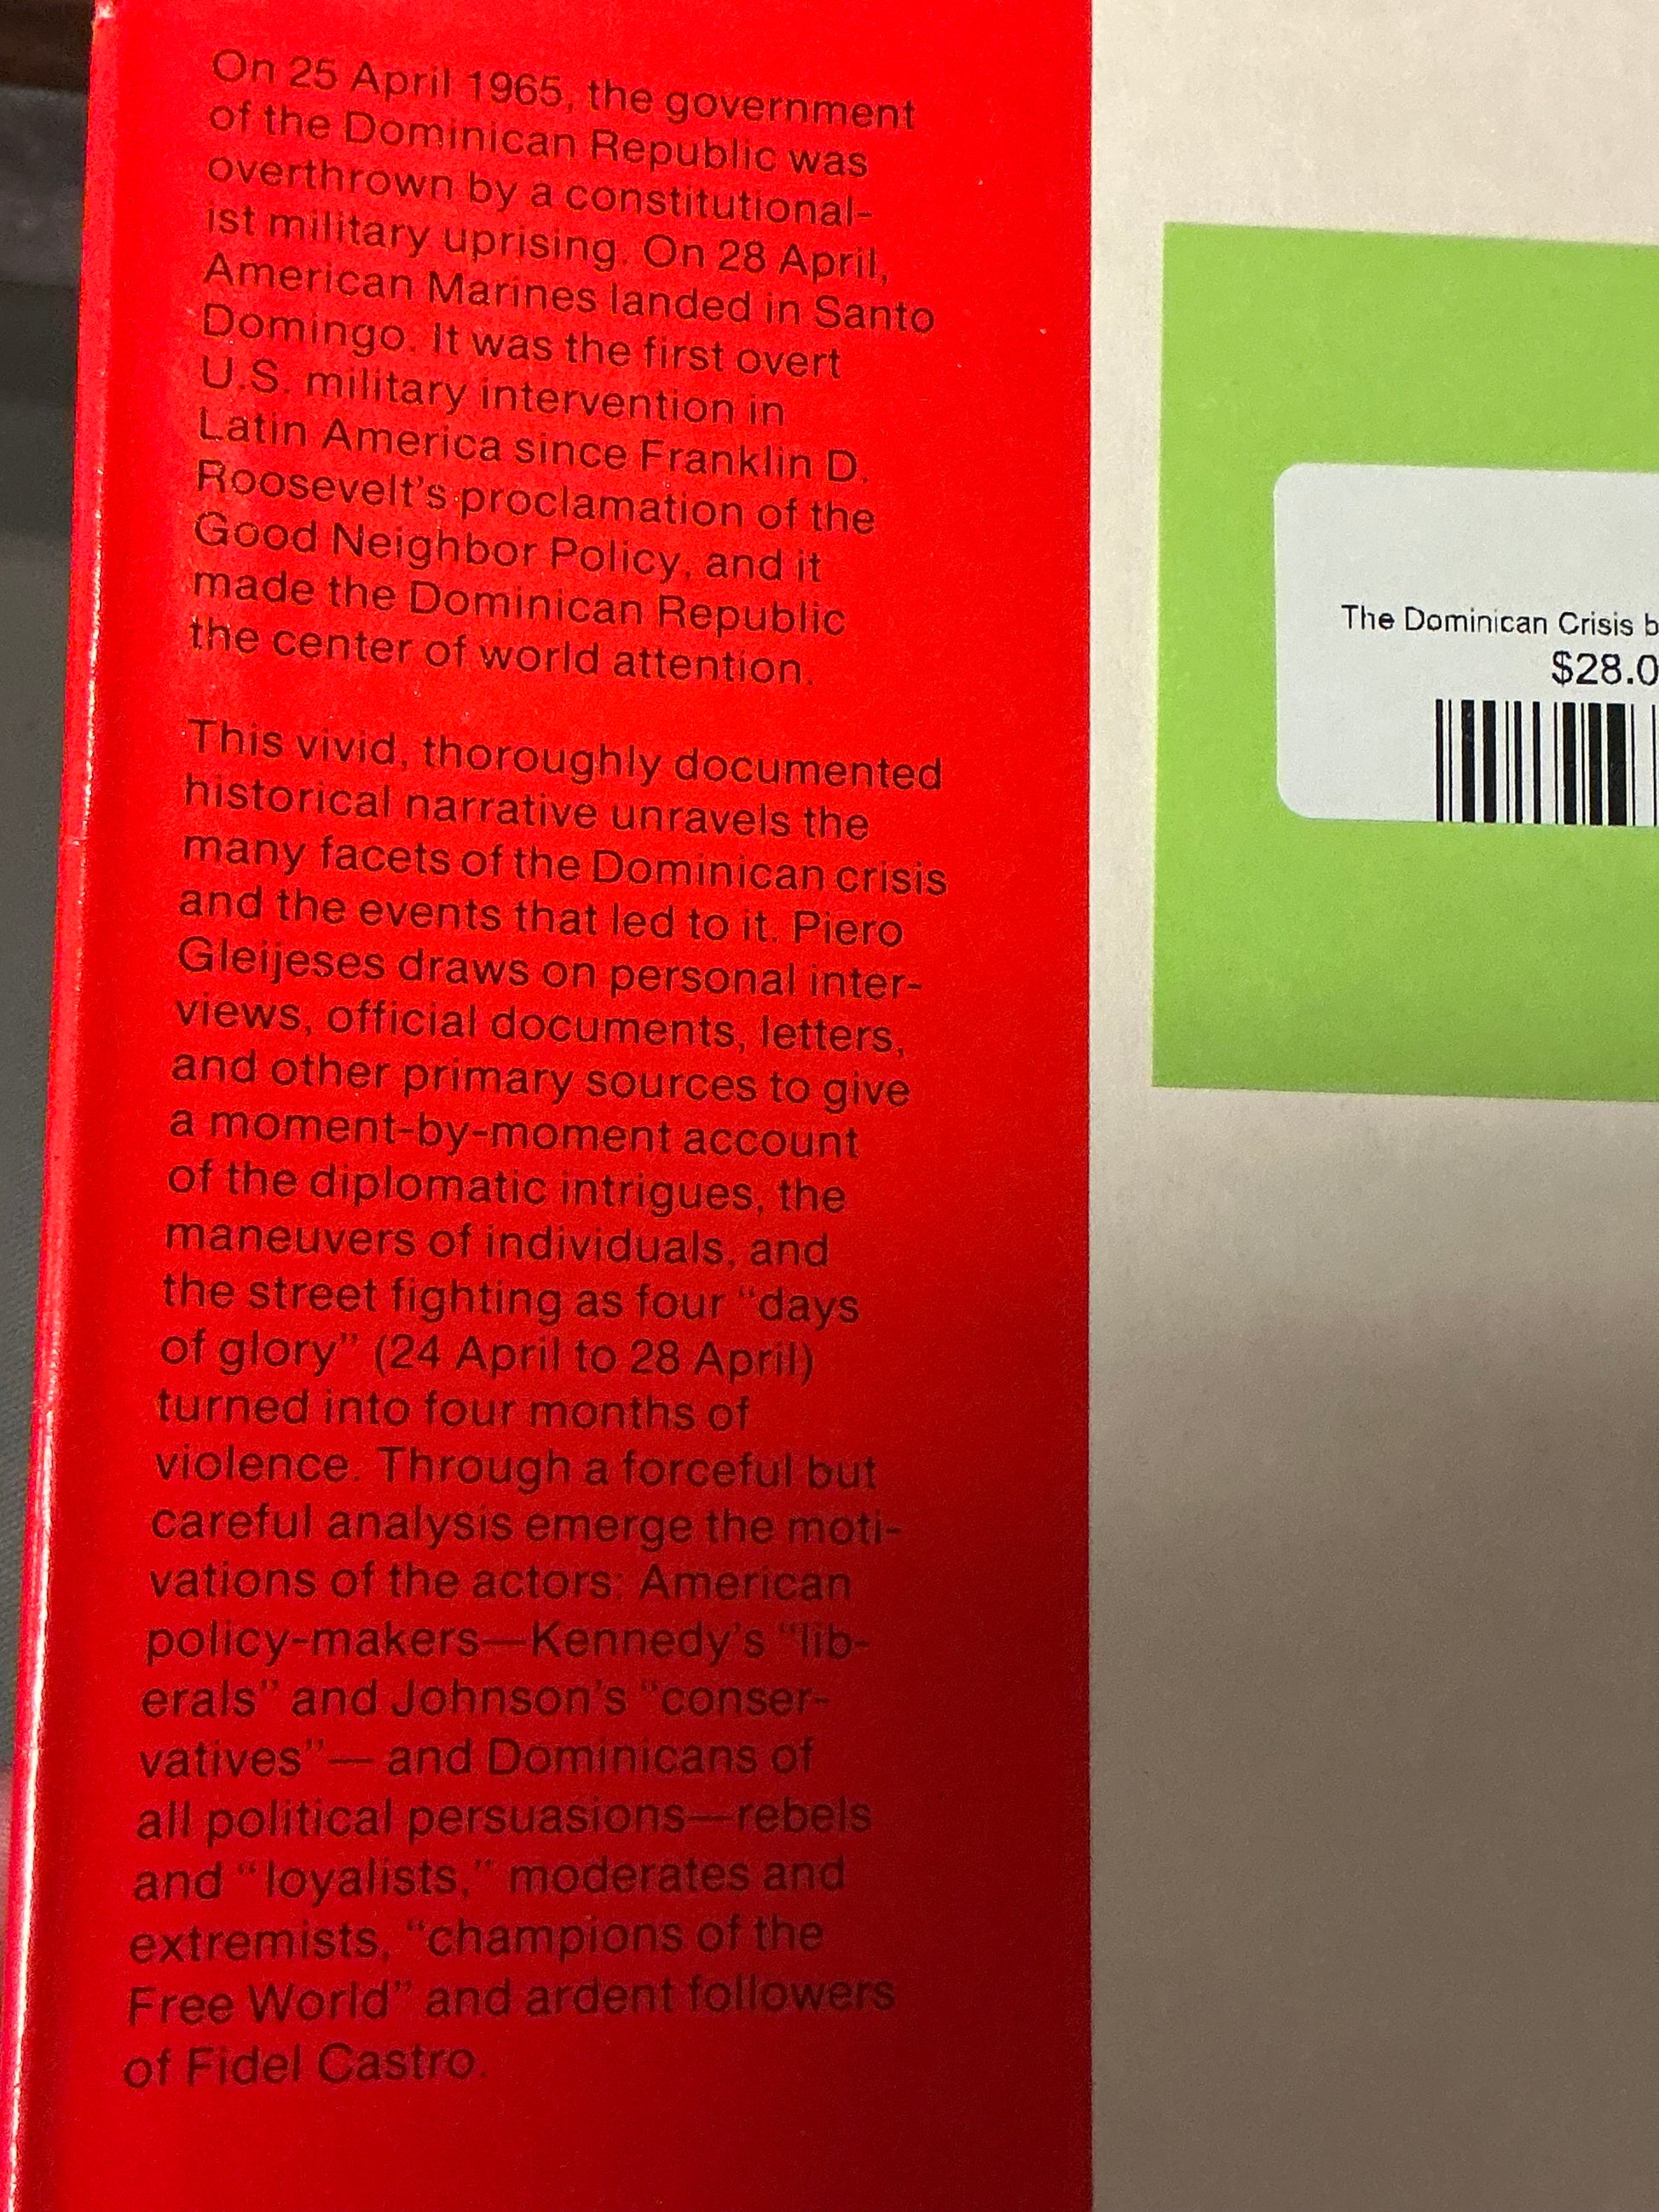 On 25 April 1965, the government
of the Dominican Republic was
overthrown by a constitutional-
ist military uprising. On 28 April,
American Marines landed in Santo
Domingo. It was the first overt
U.S. military intervention in
Latin America since Franklin D.
Roosevelt's proclamation of the
Good Neighbor Policy, and it
made the Dominican Republic
the center of world attention.
This vivid, thoroughly documented
historical narrative unravels the
many facets of the Dominican crisis
and the events that led to it. Piero
Gleijeses draws on personal inter-
views, official documents, letters,
and other primary sources to give
a moment-by-moment account
of the diplomatic intrigues, the
maneuvers of individuals, and
the street fighting as four “days
of glory” (24 April to 28 April)
turned into four months of
violence. Through a forceful but
careful analysis emerge the moti-
vations of the actors: American
policy-makers—Kennedy's “lib-
erals” and Johnson's “conser-
vatives”— and Dominicans of
all political persuasions—rebels
and “loyalists,” moderates and
extremists, “champions of the
Free World” and ardent followers
of Fidel Castro.
The Dominican Crisis b
$28.0